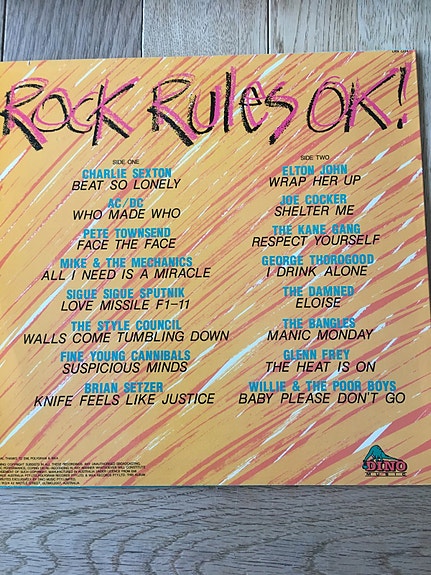 ROCK RULES OK!
SIDE ONE
CHARLIE SEXTON
BEAT SO LONELY
AC/DC
WHO MADE WHO
PETE TOWNSEND
FACE THE FACE
MIKE & THE MECHANICS
ALL I NEED IS A MIRACLE
SIGUE SIGUE SPUTNIK
LOVE MISSILE F1-11
THE STYLE COUNCIL
WALLS COME TUMBLING DOWN
FINE YOUNG CANNIBALS
SUSPICIOUS MINDS
BRIAN SETZER
KNIFE FEELS LIKE JUSTICE
SIDE TWO
ELTON JOHN
WRAP HER UP
JOE COCKER
SHELTER ME
THE KANE GANG
RESPECT YOURSELF
GEORGE THOROGOOD
I DRINK ALONE
THE DAMNED
ELOISE
THE BANGLES
MANIC MONDAY
GLENN FREY
THE HEAT IS ON
WILLIE & THE POOR BOYS
BABY PLEASE DON'T GO
DINO
MUSIC